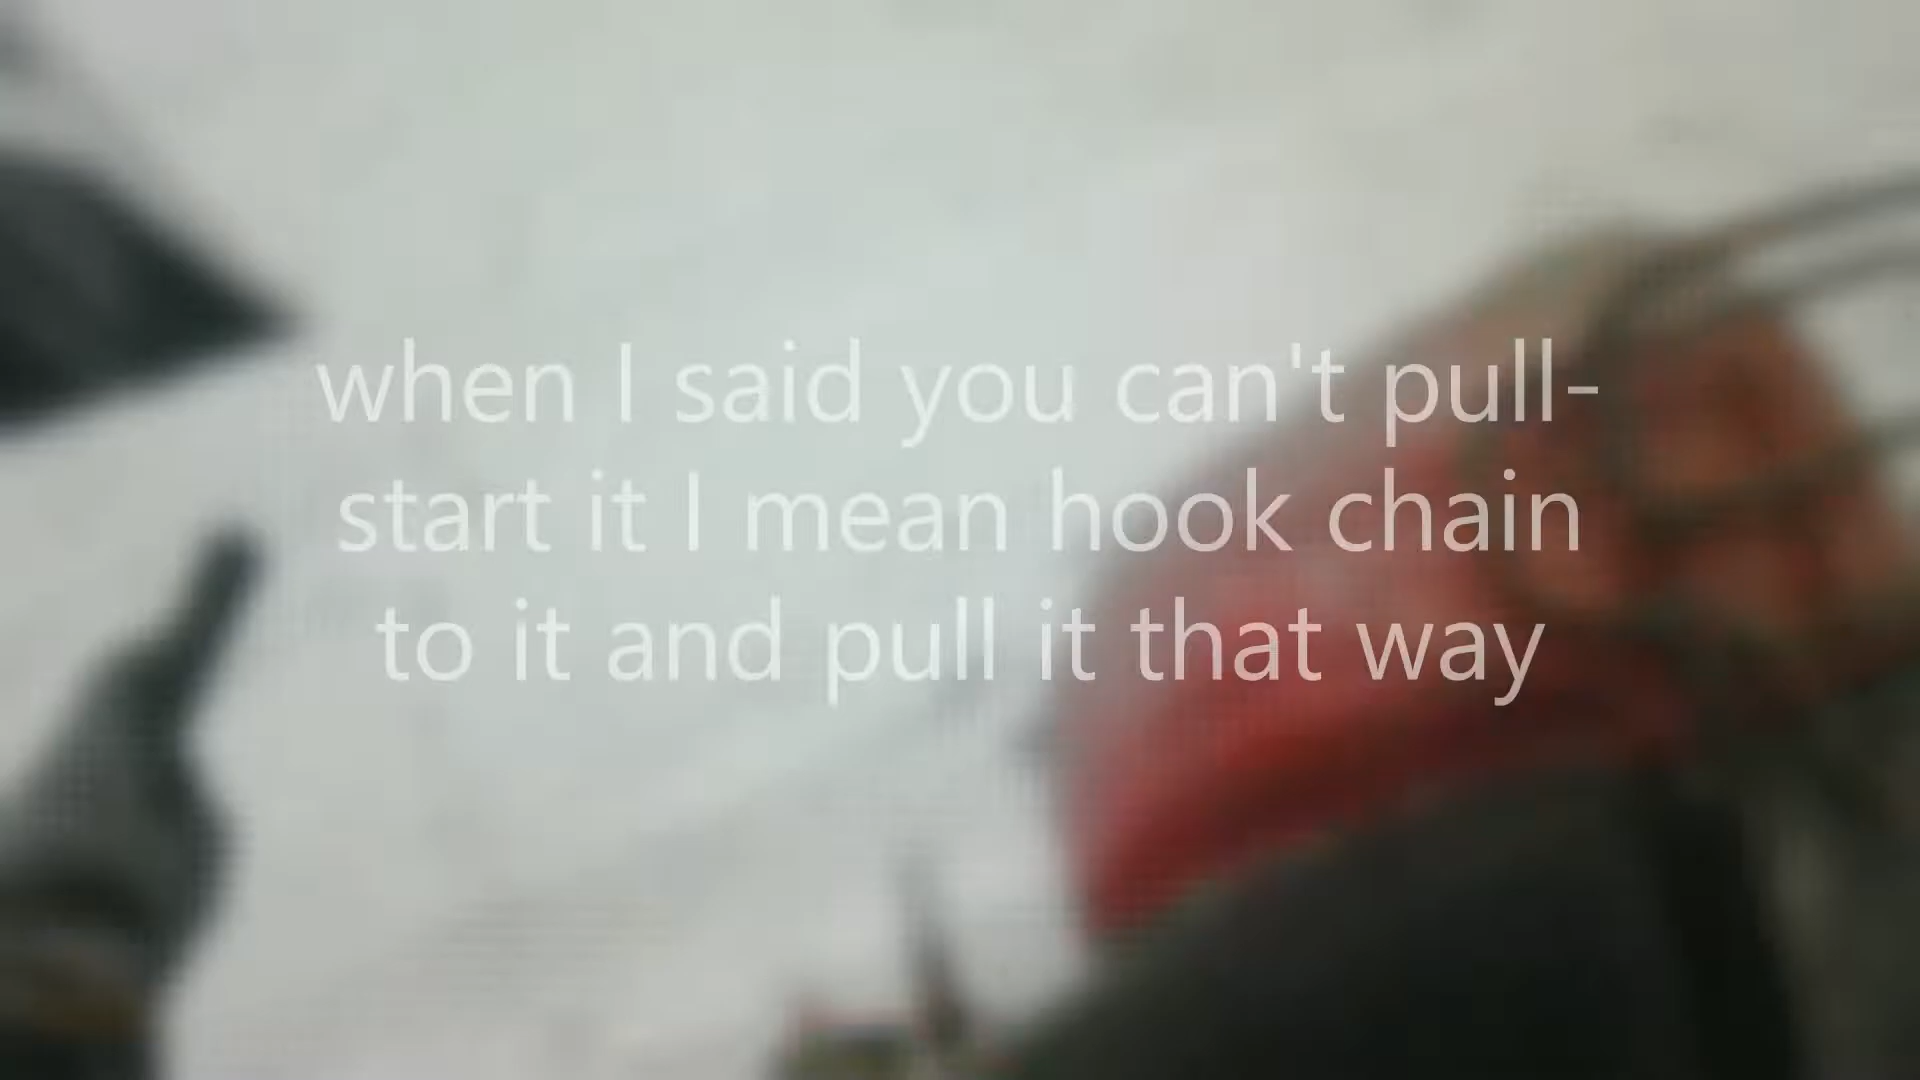 when I said you can't pull-
start it I mean hook chain
to it and pull it that way